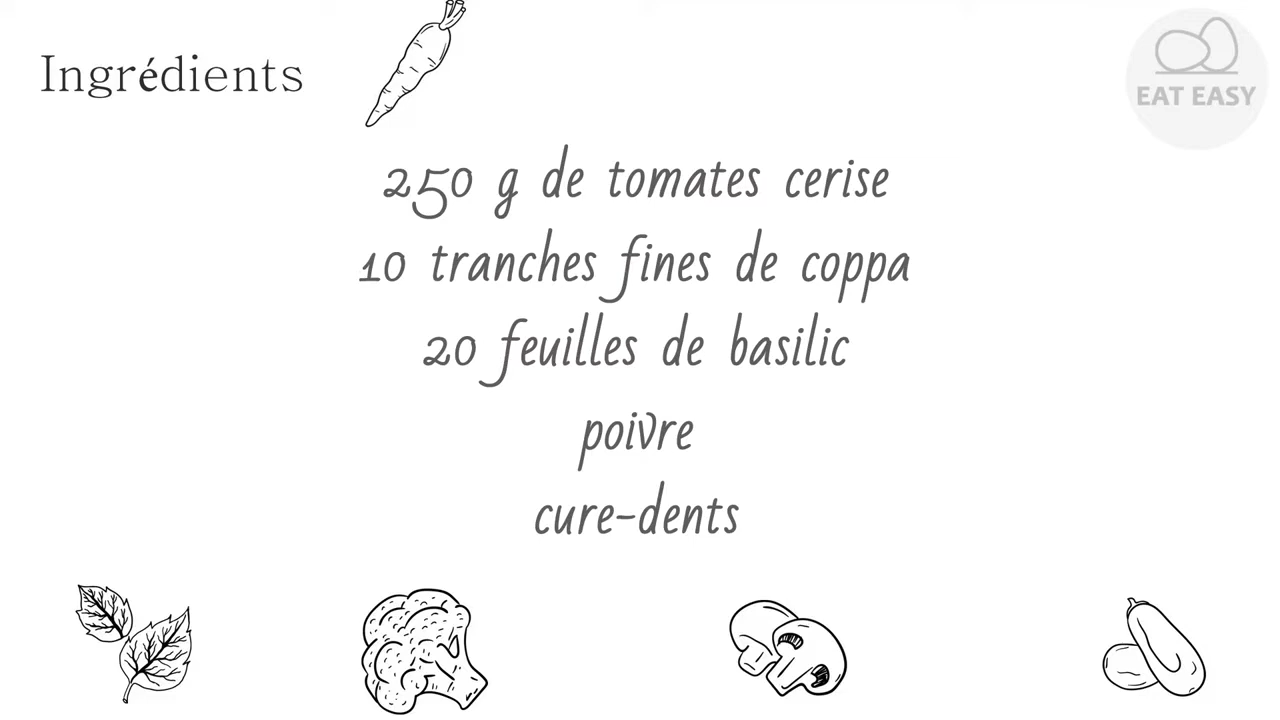 Ingrédients
EAT EASY
250 g de tomates cerise
10 tranches fines de coppa
20 feuilles de basilic
poivre
cure-dents